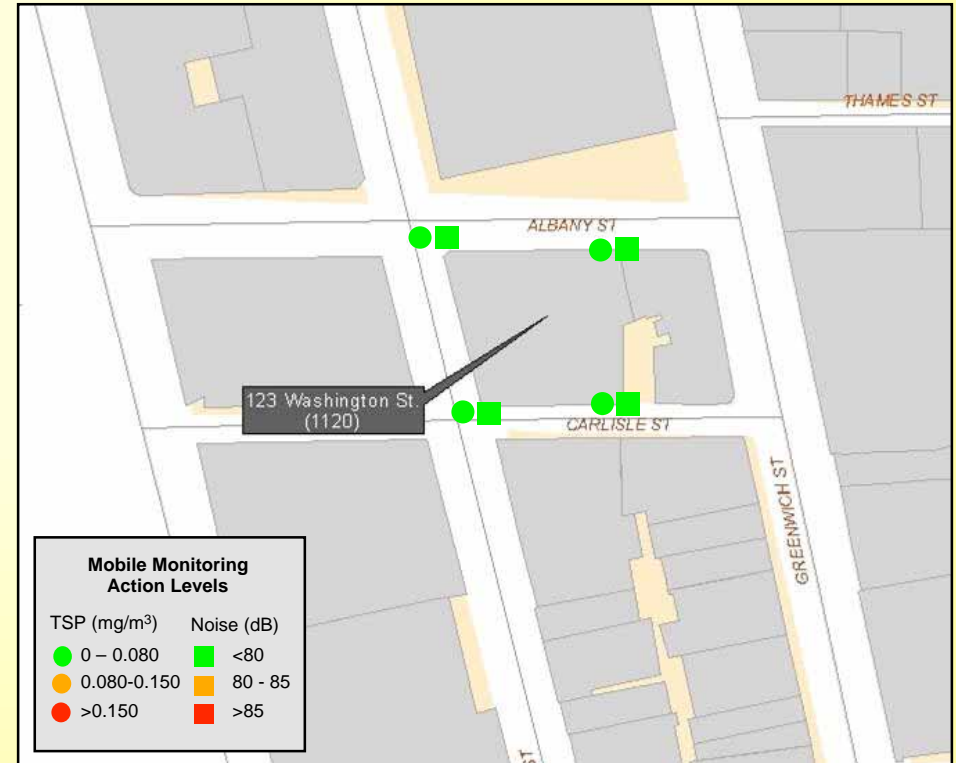 THAMES ST
ALBANY ST
123 Washington St.
(1120)
CARLISLE ST
GREENWICH ST
ST
Mobile Monitoring
Action Levels
TSP (mg/m³) Noise (dB)
0 – 0.080 <80
0.080-0.150 80 - 85
>0.150 >85